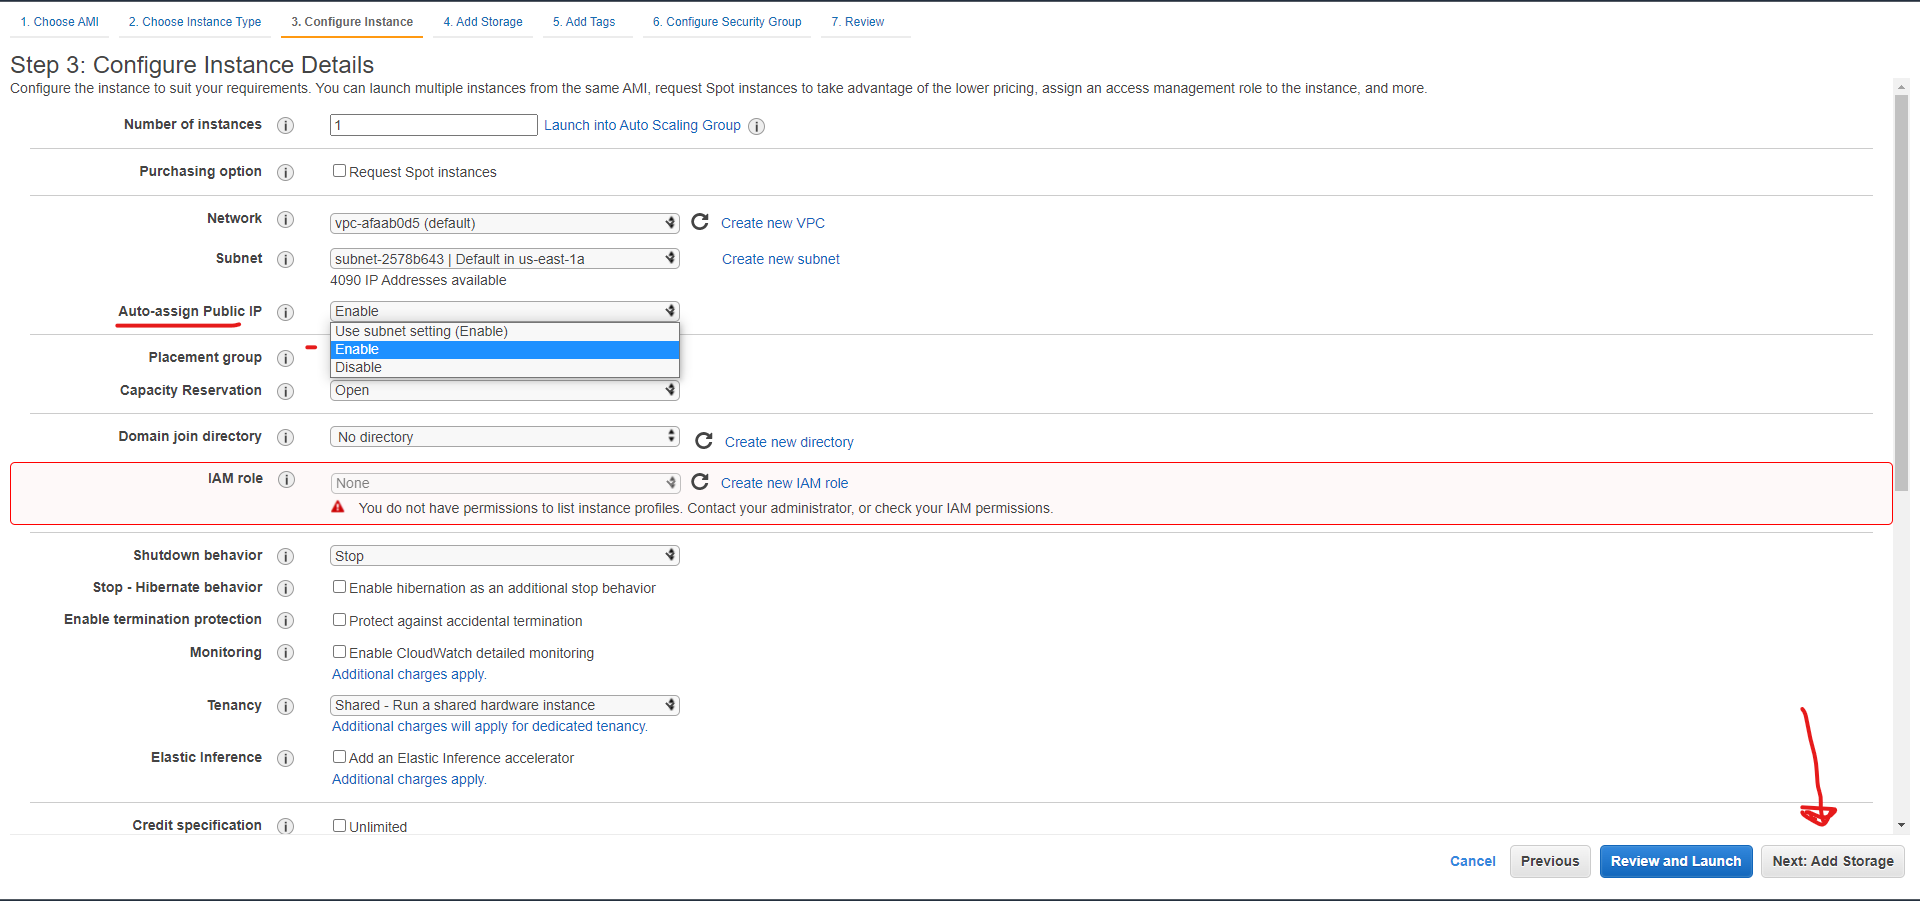 1. Choose AMI 2. Choose Instance Type 3. Configure Instance 4. Add Storage 5. Add Tags 6. Configure Security Group 7. Review
Step 3: Configure Instance Details
Configure the instance to suit your requirements. You can launch multiple instances from the same AMI, request Spot instances to take advantage of the lower pricing, assign an access management role to the instance, and more.
Number of instances i 1 Launch into Auto Scaling Group i
Purchasing option i Request Spot instances
Network i vpc-afaab0d5 (default) Create new VPC
Subnet i subnet-2578b643 | Default in us-east-1a Create new subnet
4090 IP Addresses available
Auto-assign Public IP i Enable
Use subnet setting (Enable)
Enable
Placement group i
Disable
Capacity Reservation i Open
Domain join directory i No directory Create new directory
IAM role i None Create new IAM role
You do not have permissions to list instance profiles. Contact your administrator, or check your IAM permissions.
Shutdown behavior i Stop
Stop - Hibernate behavior i Enable hibernation as an additional stop behavior
Enable termination protection i Protect against accidental termination
Monitoring i Enable CloudWatch detailed monitoring
Additional charges apply.
Tenancy i Shared - Run a shared hardware instance
Additional charges will apply for dedicated tenancy.
Elastic Inference i Add an Elastic Inference accelerator
Additional charges apply.
Credit specification i Unlimited
Cancel Previous Review and Launch Next: Add Storage